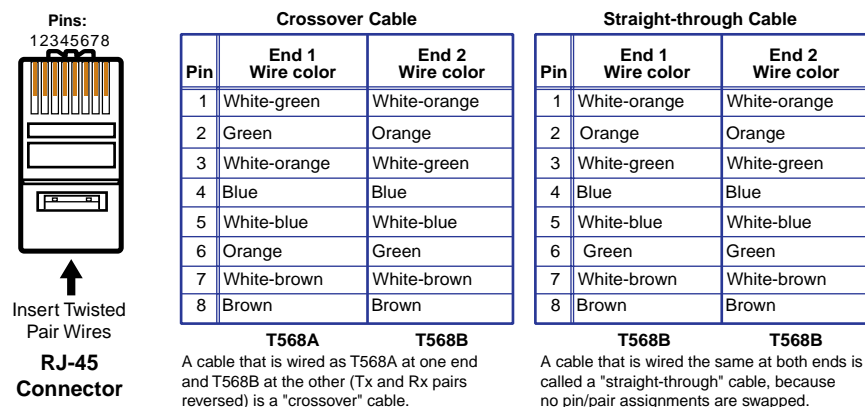 Pins:
12345678
Insert Twisted
Pair Wires
RJ-45
Connector
Crossover Cable
Pin End 1 Wire color End 2 Wire color
1 White-green White-orange
2 Green Orange
3 White-orange White-green
4 Blue Blue
5 White-blue White-blue
6 Orange Green
7 White-brown White-brown
8 Brown Brown
T568A T568B
A cable that is wired as T568A at one end
and T568B at the other (Tx and Rx pairs
reversed) is a "crossover" cable.
Straight-through Cable
Pin End 1 Wire color End 2 Wire color
1 White-orange White-orange
2 Orange Orange
3 White-green White-green
4 Blue Blue
5 White-blue White-blue
6 Green Green
7 White-brown White-brown
8 Brown Brown
T568B T568B
A cable that is wired the same at both ends is
called a "straight-through" cable, because
no pin/pair assignments are swapped.